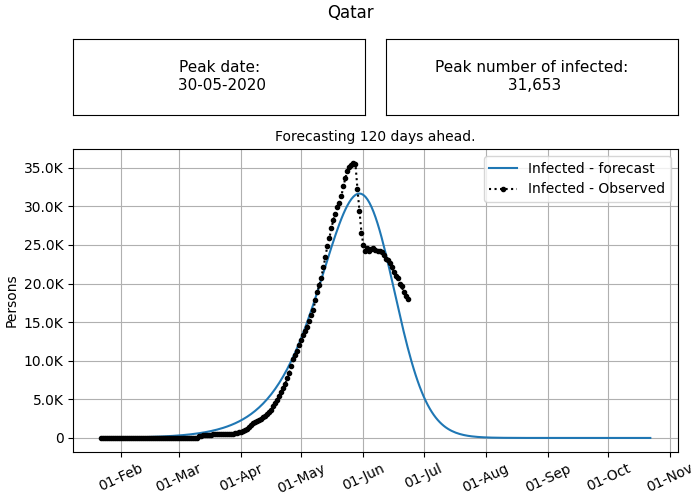 Qatar
Peak date:
30-05-2020
Peak number of infected:
31,653
Forecasting 120 days ahead.
Infected - forecast
Infected - Observed
35.0K
30.0K
25.0K
20.0K
15.0K
10.0K
5.0K
0
Persons
01-Feb
01-Mar
01-Apr
01-May
01-Jun
01-Jul
01-Aug
01-Sep
01-Oct
01-Nov